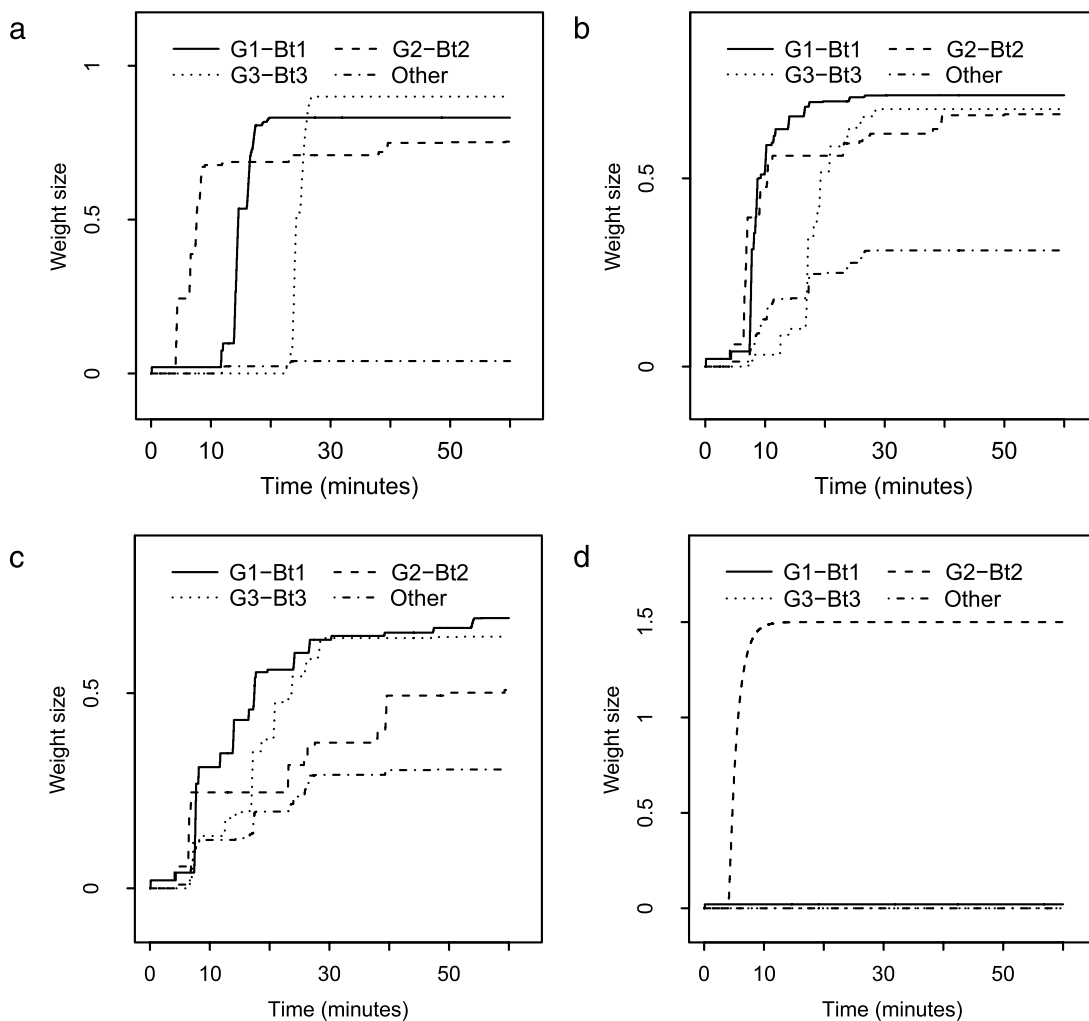 a
G1−Bt1 G2−Bt2
G3−Bt3 Other
1
0.5
0
Weight size
0 10 30 50
Time (minutes)
b
G1−Bt1 G2−Bt2
G3−Bt3 Other
0.5
0
Weight size
0 10 30 50
Time (minutes)
c
G1−Bt1 G2−Bt2
G3−Bt3 Other
0.5
0
Weight size
0 10 30 50
Time (minutes)
d
G1−Bt1 G2−Bt2
G3−Bt3 Other
1.5
1
0.5
0
Weight size
0 10 30 50
Time (minutes)